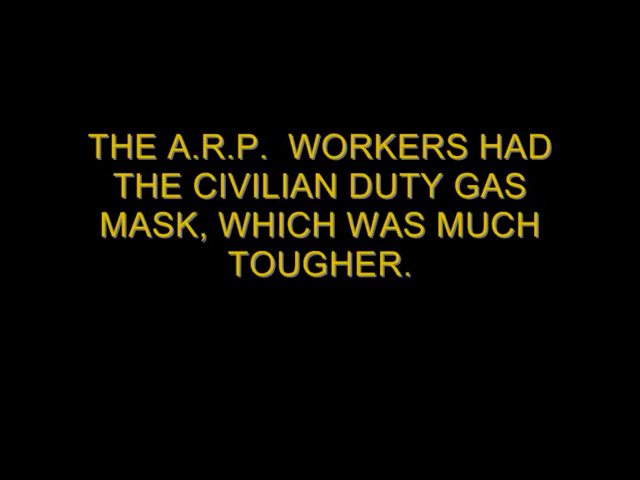 THE A.R.P.  WORKERS HAD
THE CIVILIAN DUTY GAS
MASK, WHICH WAS MUCH
TOUGHER.